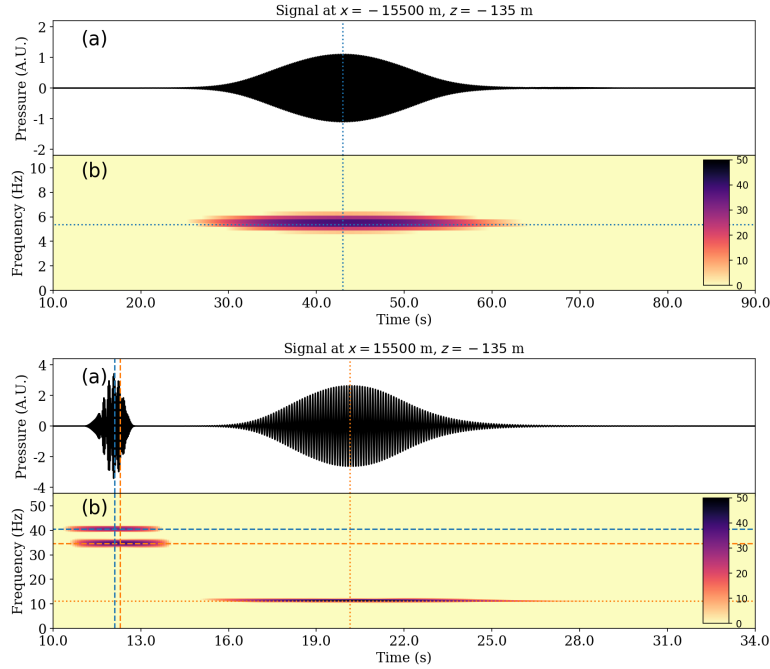 Signal at x = −15500 m, z = −135 m
(a)
Pressure (A.U.)
2
1
0
-1
-2
(b)
Frequency (Hz)
10
8
6
4
2
0
50
40
30
20
10
0
10.0 20.0 30.0 40.0 50.0 60.0 70.0 80.0 90.0
Time (s)
Signal at x = 15500 m, z = −135 m
(a)
Pressure (A.U.)
4
2
0
-2
-4
(b)
Frequency (Hz)
50
40
30
20
10
0
50
40
30
20
10
0
10.0 13.0 16.0 19.0 22.0 25.0 28.0 31.0 34.0
Time (s)